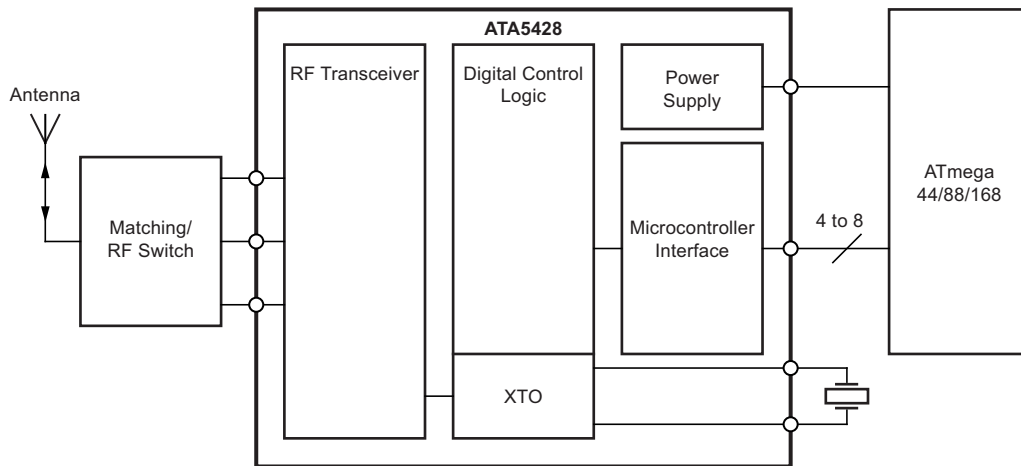 ATA5428
RF Transceiver
Digital Control
Logic
Power
Supply
Antenna
Matching/
RF Switch
Microcontroller
Interface
4 to 8
ATmega
44/88/168
XTO